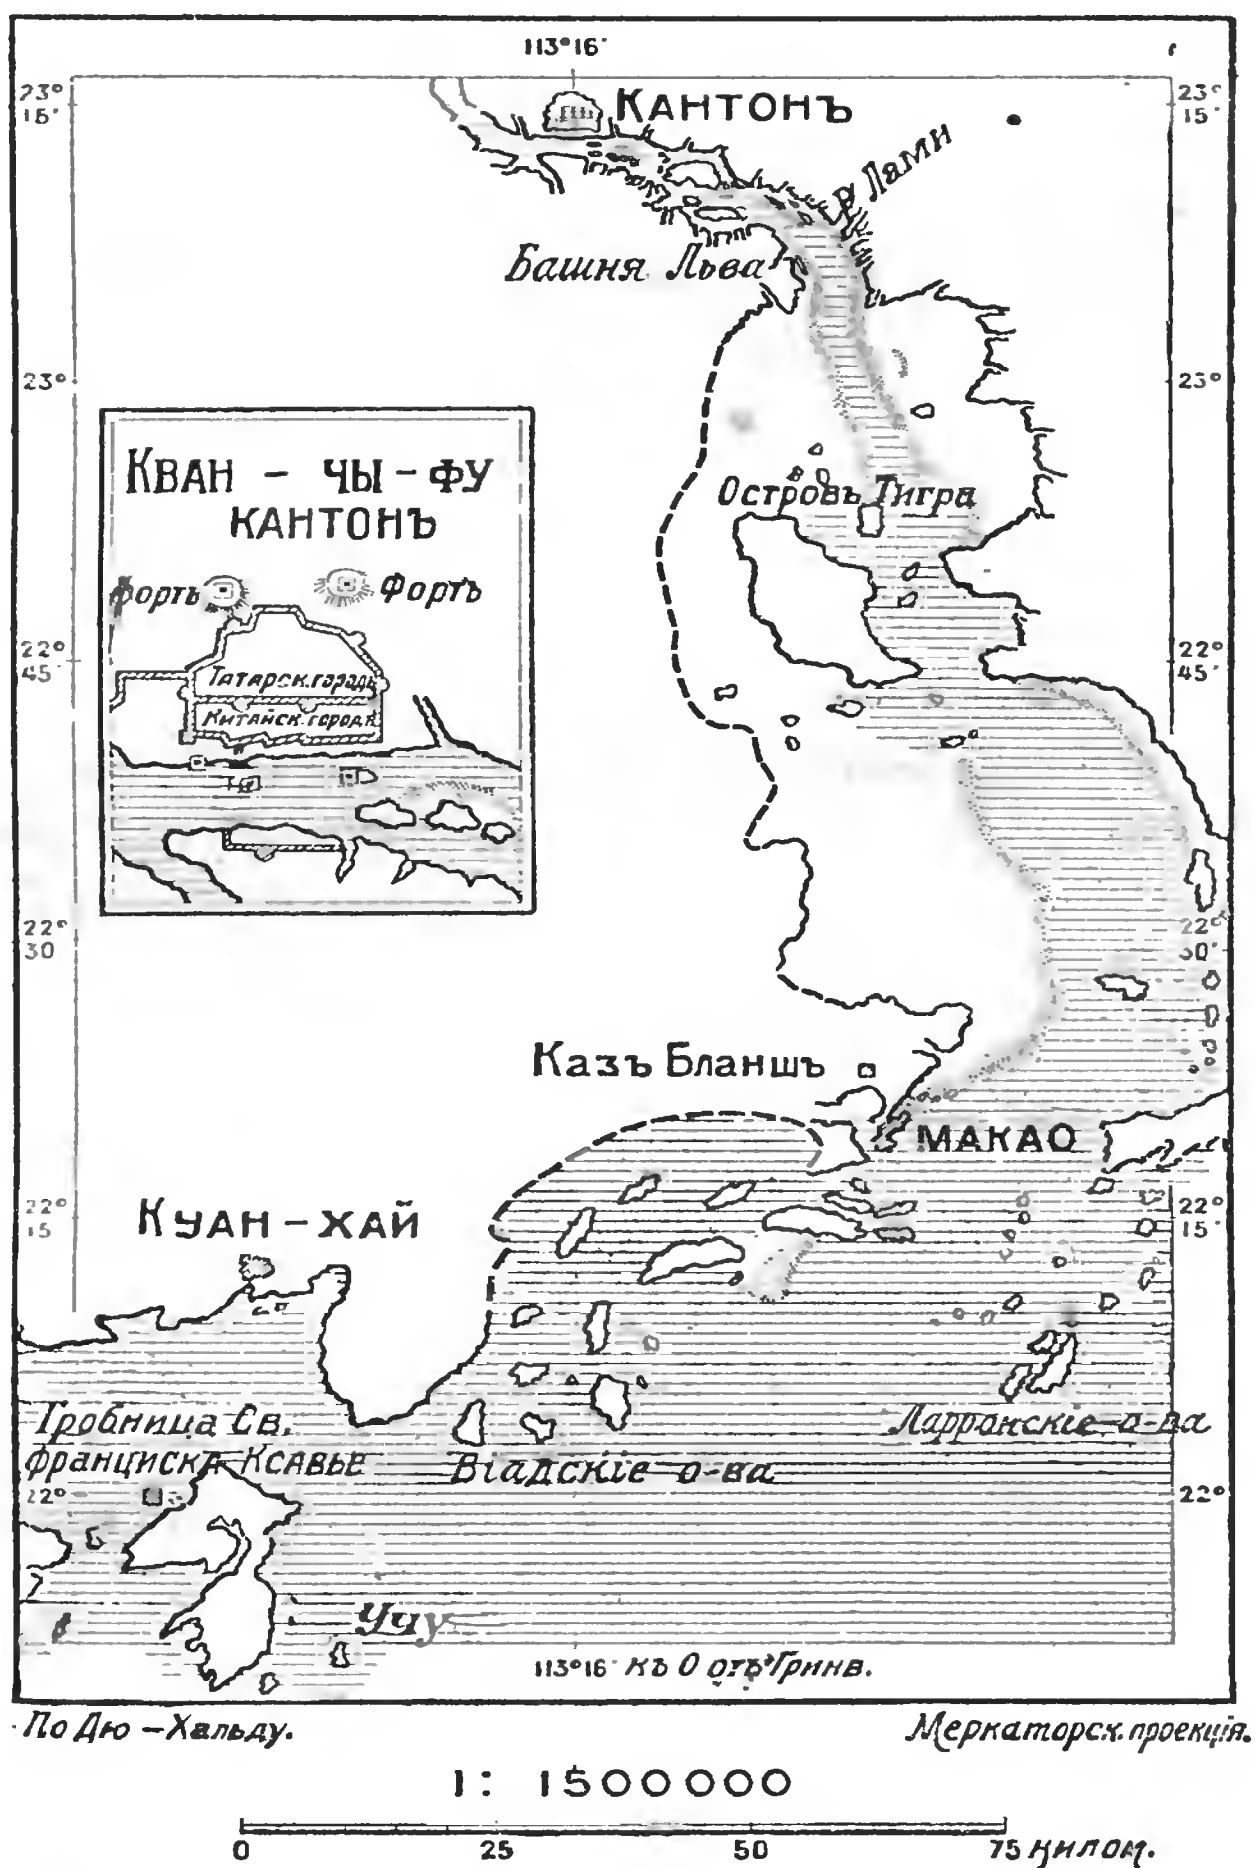 113°16'
23°
15'
23°
15'
КАНТОНЪ
Р. Лами
Башня Льва
23°
23°
КВАН - ЧЫ - ФУ
КАНТОНЪ
Фортъ
Фортъ
Татарск. городъ
Китайск. городъ
Островъ Тигра
22°
45'
22°
45'
22°
30
22°
30'
Казъ Бланшъ
МАКАО
22°
15
22°
15'
КУАН - ХАЙ
Гробница Св.
Франциска Ксавье
Віадскіе о-ва
Ларронскіе о-ва
22°
22°
Учу
113°16' къ О отъ Гринв.
По Дю - Хальду.
Меркаторск. проекція.
1: 1500000
0 25 50 75 килом.